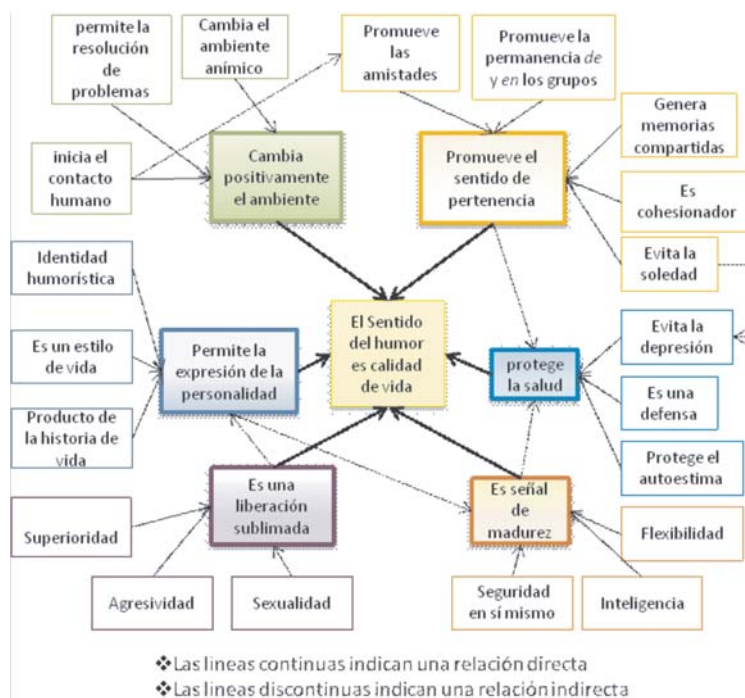 permite la
resolución
de
problemas
Cambia el
ambiente
anímico
Promueve
las
amistades
Promueve la
permanencia de
y en los grupos
Genera
memorias
compartidas
inicia el
contacto
humano
Cambia
positivamente
el ambiente
Promueve el
sentido de
pertenencia
Es
cohesionador
Evita la
soledad
Identidad
humorística
Es un estilo
de vida
Producto de
la historia de
vida
Permite la
expresión de la
personalidad
El Sentido
del humor
es calidad
de vida
protege
la salud
Evita la
depresión
Es una
defensa
Protege el
autoestima
Superioridad
Es una
liberación
sublimada
Es señal
de
madurez
Flexibilidad
Agresividad
Sexualidad
Seguridad
en sí mismo
Inteligencia
❖Las lineas continuas indican una relación directa
❖Las lineas discontinuas indican una relación indirecta